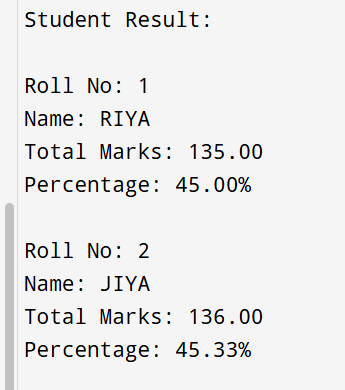 Student Result:
Roll No: 1
Name: RIYA
Total Marks: 135.00
Percentage: 45.00%
Roll No: 2
Name: JIYA
Total Marks: 136.00
Percentage: 45.33%